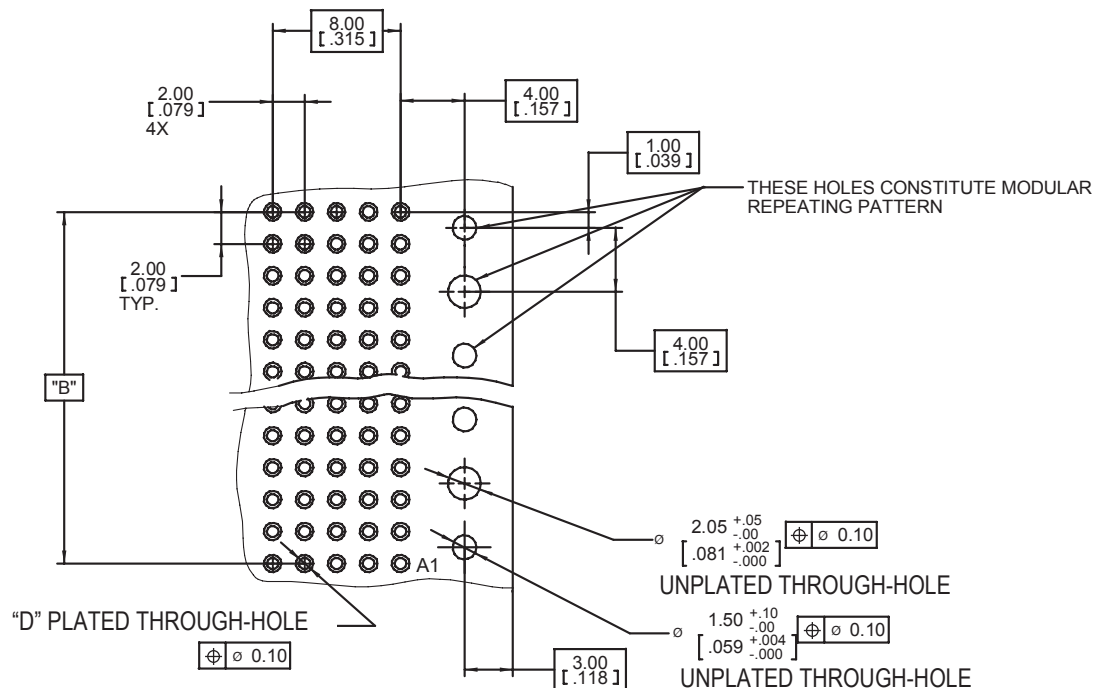 8.00
[ .315 ]
2.00
[ .079 ]
4X
4.00
[ .157 ]
1.00
[ .039 ]
THESE HOLES CONSTITUTE MODULAR
REPEATING PATTERN
2.00
[ .079 ]
TYP.
4.00
[ .157 ]
"B"
A1
ø 2.05 +.05 -.00 ⌖ ø 0.10
[ .081 +.002 -.000 ]
UNPLATED THROUGH-HOLE
“D” PLATED THROUGH-HOLE
⌖ ø 0.10
ø 1.50 +.10 -.00 ⌖ ø 0.10
[ .059 +.004 -.000 ]
UNPLATED THROUGH-HOLE
3.00
[ .118 ]